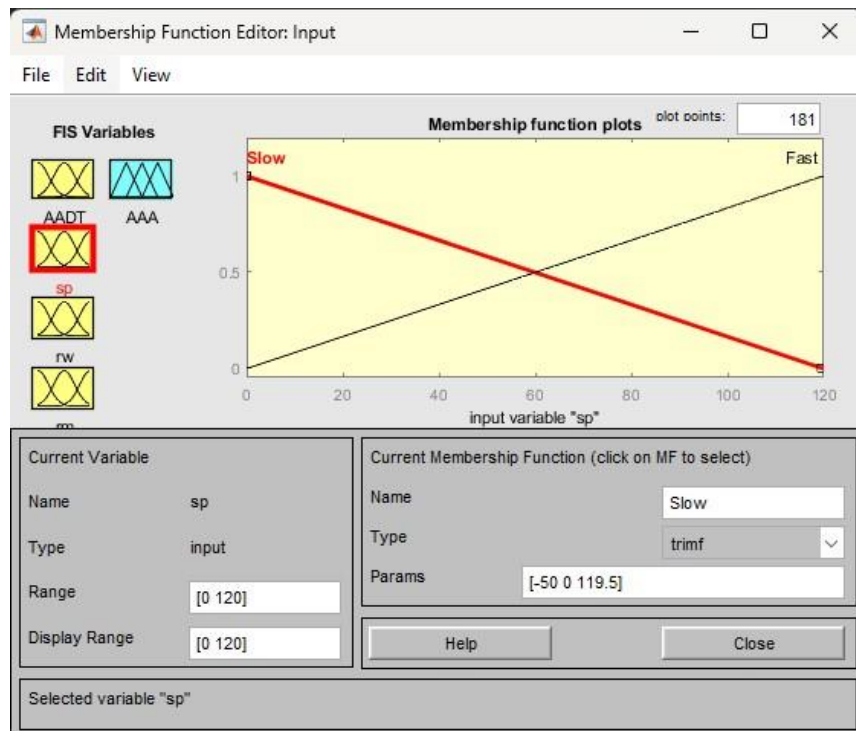 Membership Function Editor: Input
File Edit View
FIS Variables
Membership function plots
plot points: 181
AADT AAA
sp
rw
Slow
Fast
1
0.5
0
0 20 40 60 80 100 120
input variable "sp"
Current Variable
Name sp
Type input
Range [0 120]
Display Range [0 120]
Current Membership Function (click on MF to select)
Name Slow
Type trimf
Params [-50 0 119.5]
Help Close
Selected variable "sp"